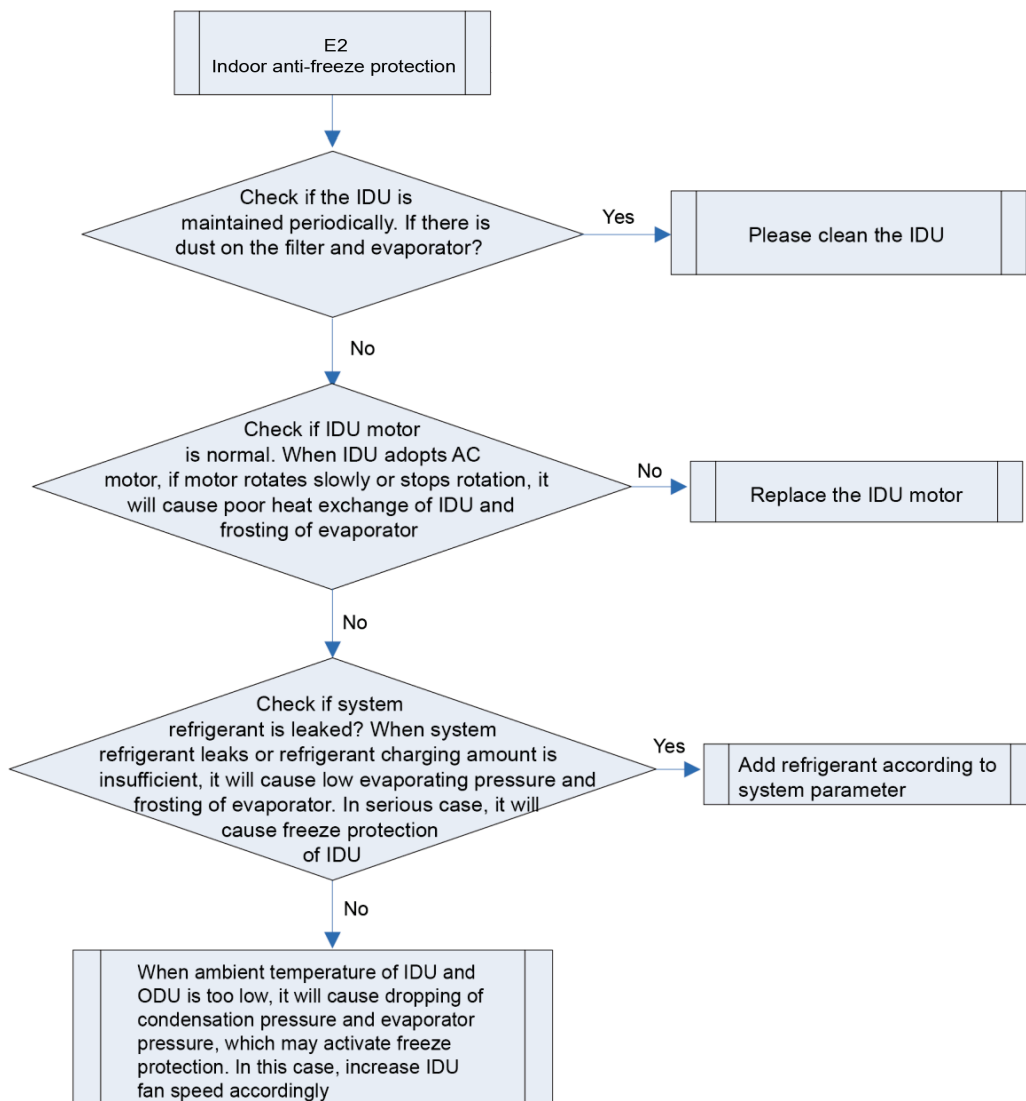 E2
Indoor anti-freeze protection
Check if the IDU is
maintained periodically. If there is
dust on the filter and evaporator?
Yes
Please clean the IDU
No
Check if IDU motor
is normal. When IDU adopts AC
motor, if motor rotates slowly or stops rotation, it
will cause poor heat exchange of IDU and
frosting of evaporator
No
Replace the IDU motor
No
Check if system
refrigerant is leaked? When system
refrigerant leaks or refrigerant charging amount is
insufficient, it will cause low evaporating pressure and
frosting of evaporator. In serious case, it will
cause freeze protection
of IDU
Yes
Add refrigerant according to
system parameter
No
When ambient temperature of IDU and
ODU is too low, it will cause dropping of
condensation pressure and evaporator
pressure, which may activate freeze
protection. In this case, increase IDU
fan speed accordingly